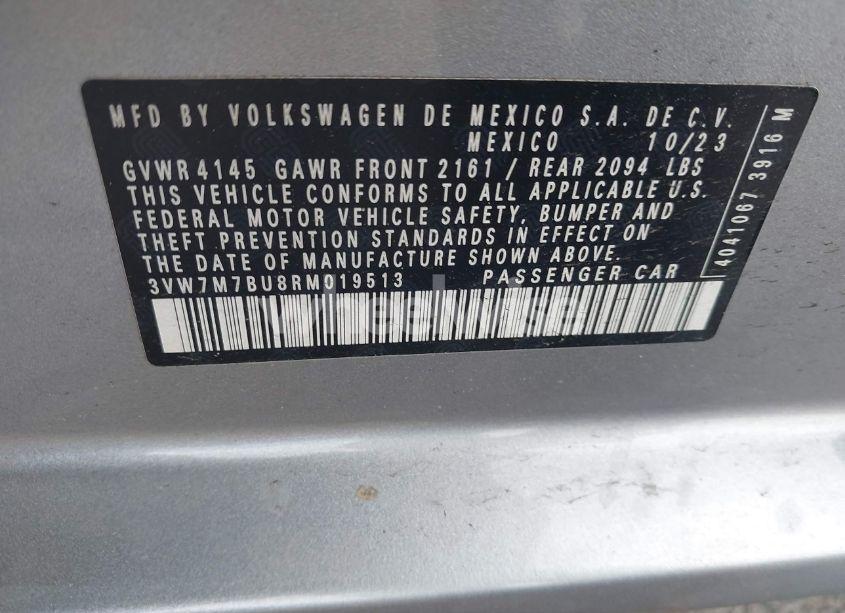 MFD BY VOLKSWAGEN DE MEXICO S.A. DE C.V.
MEXICO 10/23
GVWR 4145 GAWR FRONT 2161 / REAR 2094 LBS
THIS VEHICLE CONFORMS TO ALL APPLICABLE U.S.
FEDERAL MOTOR VEHICLE SAFETY, BUMPER AND
THEFT PREVENTION STANDARDS IN EFFECT ON
THE DATE OF MANUFACTURE SHOWN ABOVE.
3VW7M7BU8RM019513 PASSENGER CAR
4041067 3916 M
wheelwise